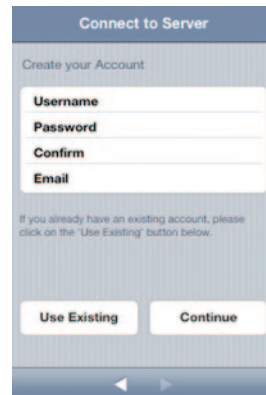 Connect to Server
Create your Account
Username
Password
Confirm
Email
If you already have an existing account, please
click on the 'Use Existing' button below.
Use Existing
Continue